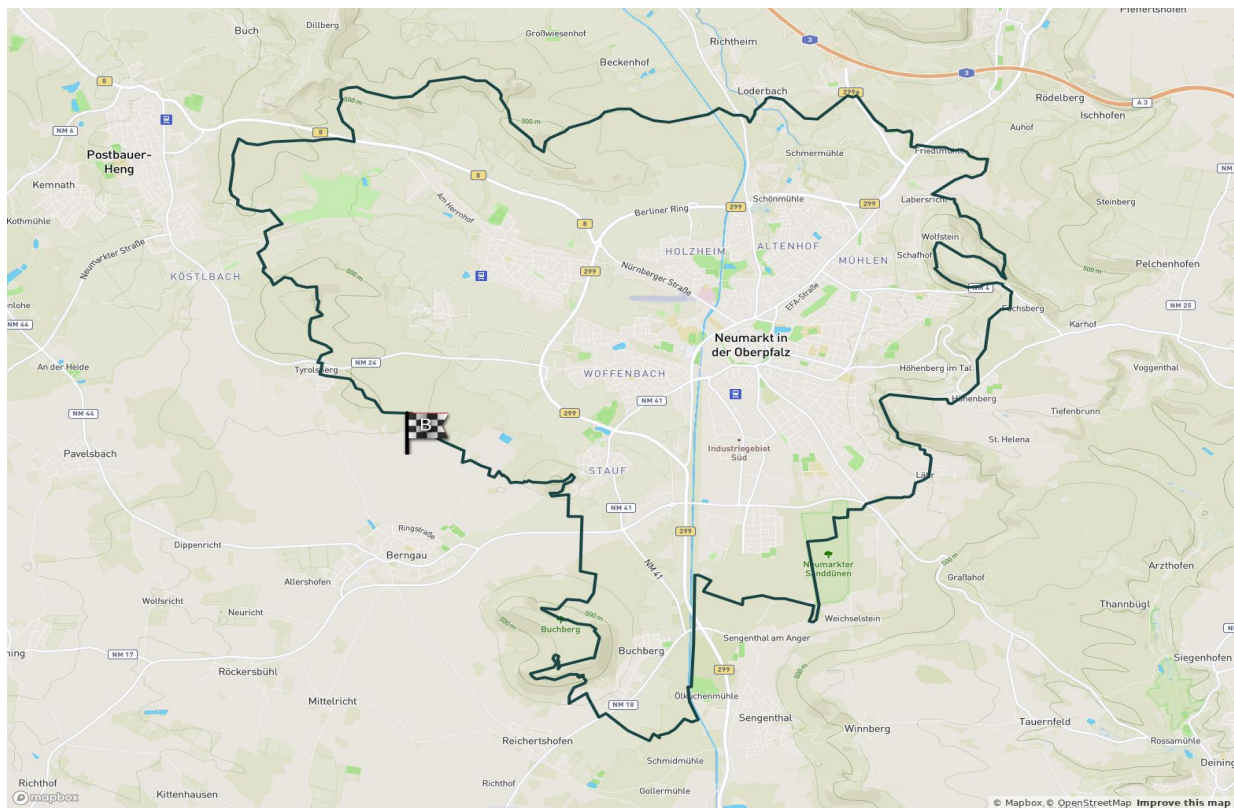 Pfeffertshofen
Dillberg
Buch
Großwiesenhof
Richtheim
3
Beckenhof
3
8
Loderbach
299a
Rödelberg
A 3
Ischhofen
NM 6
500 m
500 m
Auhof
8
Postbauer-
Heng
Schmermühle
Friedlmühle
Kemnath
8
Am Herrnhof
Schönmühle
Labersricht
299
299
Steinberg
Kothmühle
Berliner Ring
8
Neumarkter Straße
HOLZHEIM
ALTENHOF
Wolfstein
Schafhof
MÜHLEN
Pelchenhofen
KÖSTLBACH
500 m
299
Nürnberger Straße
NM 4
EFA-Straße
NM 25
Fuchsberg
NM 44
Karhof
Neumarkt in
der Oberpfalz
An der Heide
Tyrolsberg
NM 24
WOFFENBACH
Höhenberg im Tal
Voggenthal
NM 41
Höhenberg
NM 44
299
B
Tiefenbrunn
St. Helena
Pavelsbach
Industriegebiet
Süd
STAUF
Lähr
NM 41
Ringstraße
299
Dippenricht
Berngau
NM 41
500 m
Neumarkter
Sanddünen
Arzthofen
Allershofen
Graßahof
Wolfsricht
Thannbügl
Neuricht
500 m
500 m
Buchberg
Weichselstein
Sengenthal am Anger
Buchberg
NM 17
Siegenhofen
Röckersbühl
299
500 m
Mittelricht
Ölkuchenmühle
NM 18
Sengenthal
Tauernfeld
Winnberg
Reichertshofen
Rossamühle
Schmidmühle
Deining
Richthof
Richthof
Gollermühle
Kittenhausen
mapbox
© Mapbox, © OpenStreetMap Improve this map